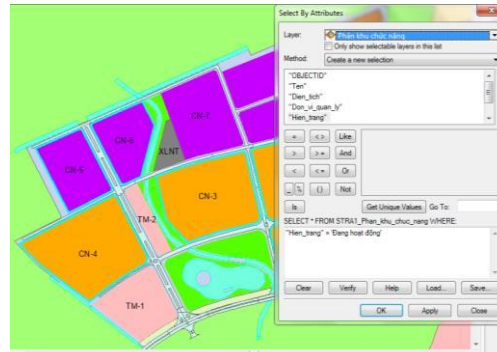 CN-5
CN-6
CN-7
XLNT
CN-3
TM-2
CN-4
TM-1
Select By Attributes
Layer:
Phân khu chức năng
Only show selectable layers in this list
Method:
Create a new selection
"OBJECTID"
"Ten"
"Dien_tich"
"Don_vi_quan_ly"
"Hien_trang"
= <> Like
> >= And
< <= Or
_ % () Not
Is
Get Unique Values Go To:
SELECT * FROM STRA1_Phan_khu_chuc_nang WHERE:
"Hien_trang" = 'Đang hoạt động'
Clear Verify Help Load... Save...
OK Apply Close